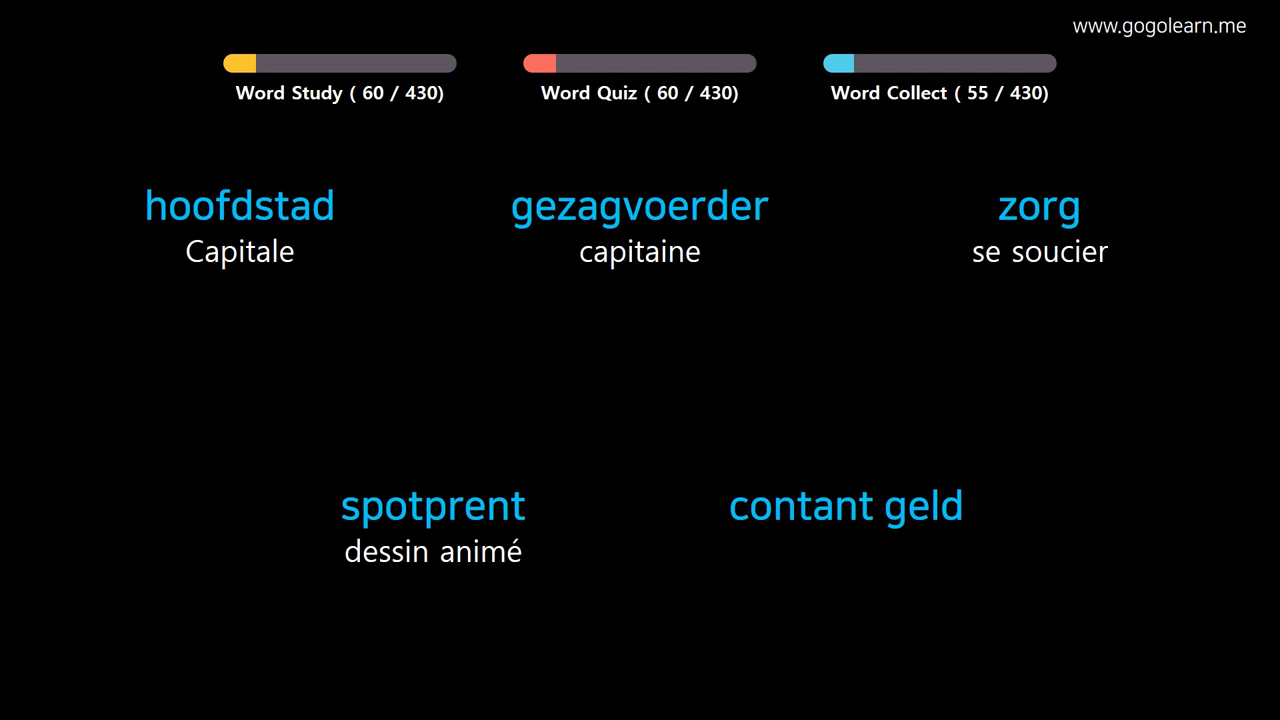 www.gogolearn.me
Word Study ( 60 / 430)
Word Quiz ( 60 / 430)
Word Collect ( 55 / 430)
hoofdstad
Capitale
gezagvoerder
capitaine
zorg
se soucier
spotprent
dessin animé
contant geld